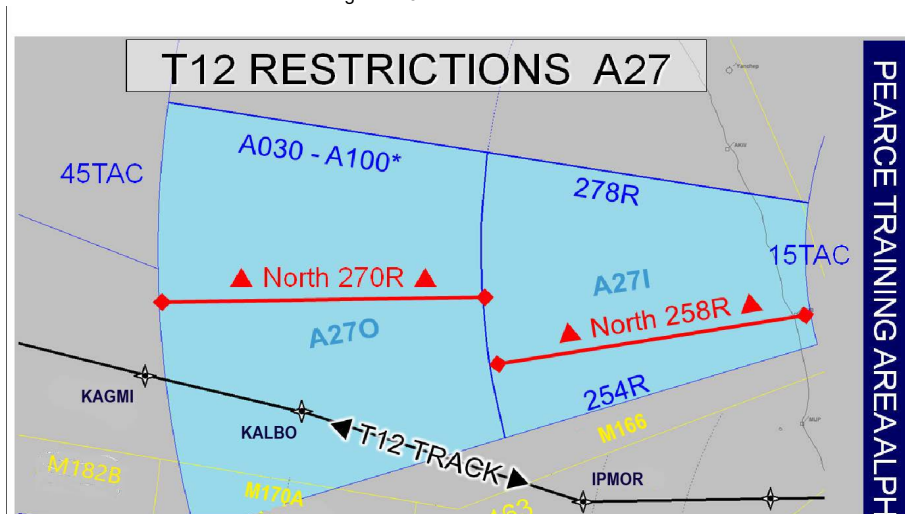 T12 RESTRICTIONS A27
PEARCE TRAINING AREA ALPH
45TAC
A030 - A100*
278R
15TAC
North 270R
A27I
North 258R
A27O
KAGMI
KALBO
T12 TRACK
254R
M166
M182B
M170A
IPMOR
163